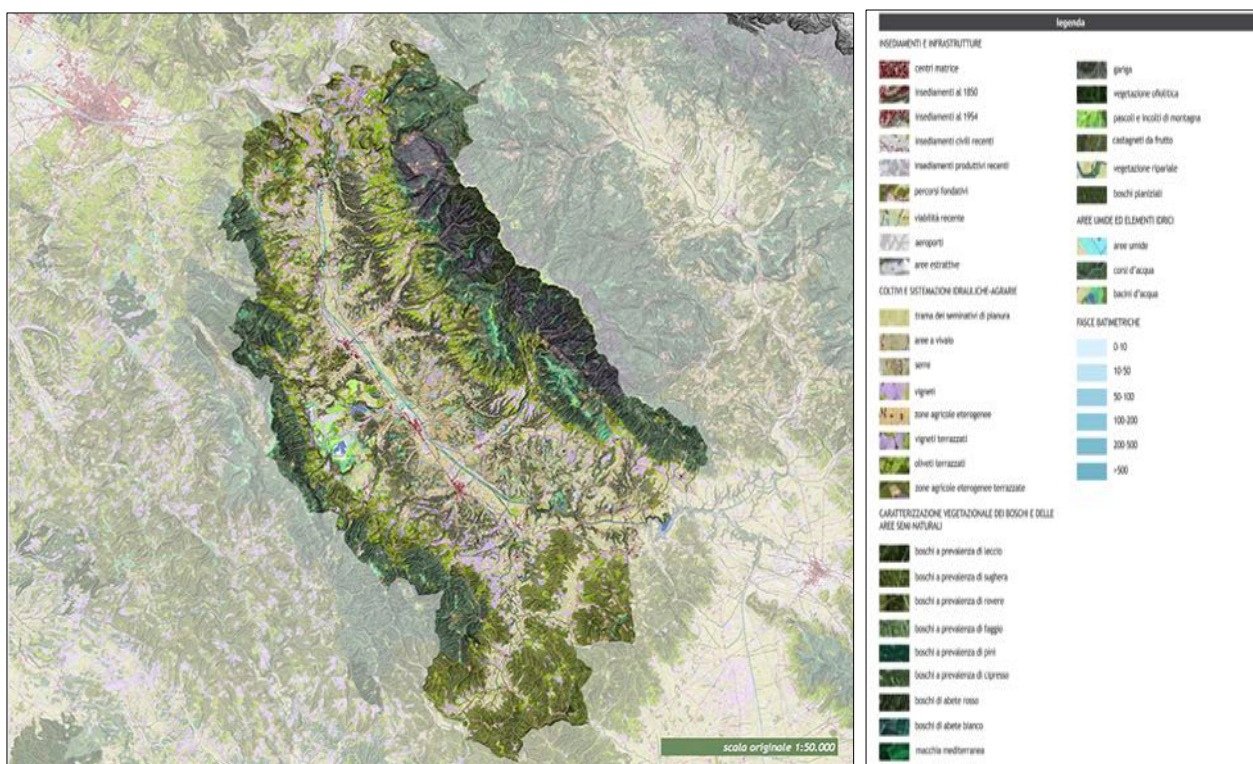 scala originale 1:50.000
legenda
INSEDIAMENTI E INFRASTRUTTURE
centri matrice
insediamenti al 1850
insediamenti al 1954
insediamenti civili recenti
insediamenti produttivi recenti
percorsi fondativi
viabilità recente
aeroporti
aree estrattive
COLTIVI E SISTEMAZIONI IDRAULICHE-AGRARIE
trama dei seminativi di pianura
aree a vivaio
serre
vigneti
zone agricole eterogenee
vigneti terrazzati
oliveti terrazzati
zone agricole eterogenee terrazzate
CARATTERIZZAZIONE VEGETAZIONALE DEI BOSCHI E DELLE
AREE SEMI-NATURALI
boschi a prevalenza di leccio
boschi a prevalenza di sughera
boschi a prevalenza di rovere
boschi a prevalenza di faggio
boschi a prevalenza di pini
boschi a prevalenza di cipresso
boschi di abete rosso
boschi di abete bianco
macchia mediterranea
gariga
vegetazione ofiolitica
pascoli e incolti di montagna
castagneti da frutto
vegetazione ripariale
boschi planiziali
AREE UMIDE ED ELEMENTI IDRICI
aree umide
corsi d'acqua
bacini d'acqua
FASCE BATIMETRICHE
0-10
10-50
50-100
100-200
200-500
>500